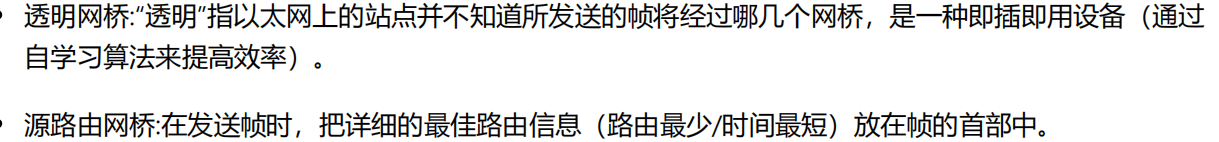 • 透明网桥:“透明”指以太网上的站点并不知道所发送的帧将经过哪几个网桥，是一种即插即用设备（通过
自学习算法来提高效率）。
• 源路由网桥:在发送帧时，把详细的最佳路由信息（路由最少/时间最短）放在帧的首部中。